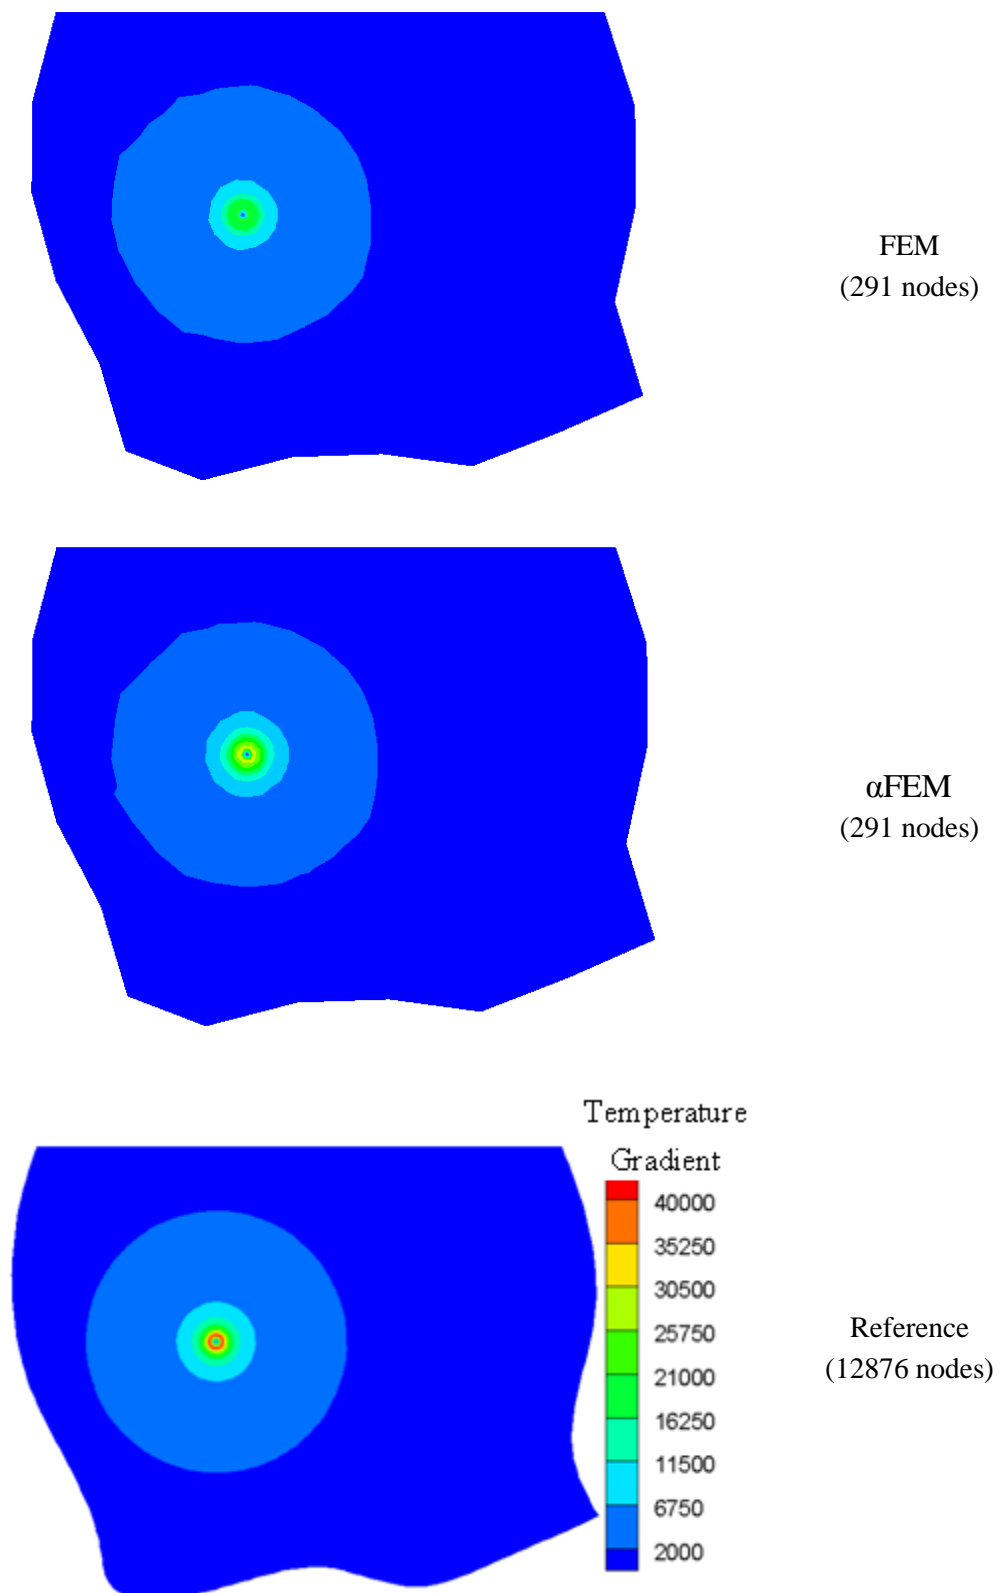 FEM
(291 nodes)
αFEM
(291 nodes)
Temperature
Gradient
40000
35250
30500
25750
21000
16250
11500
6750
2000
Reference
(12876 nodes)